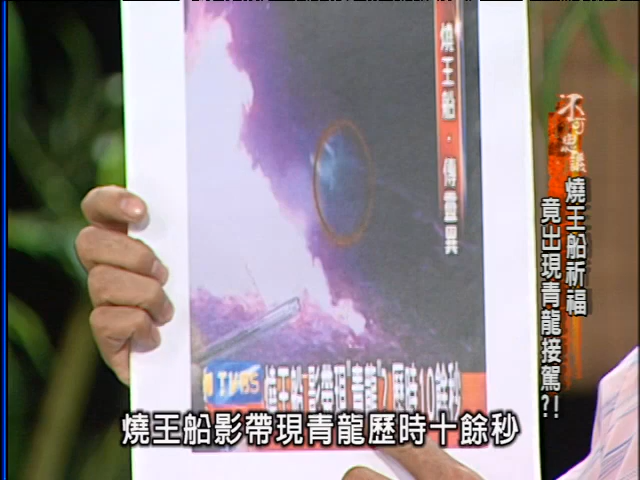 燒王船‧傳靈異
不可思議
燒王船祈福
竟出現青龍接駕?!
TVBS
燒王船 影帶現"青龍"? 歷時10餘秒
燒王船影帶現青龍歷時十餘秒